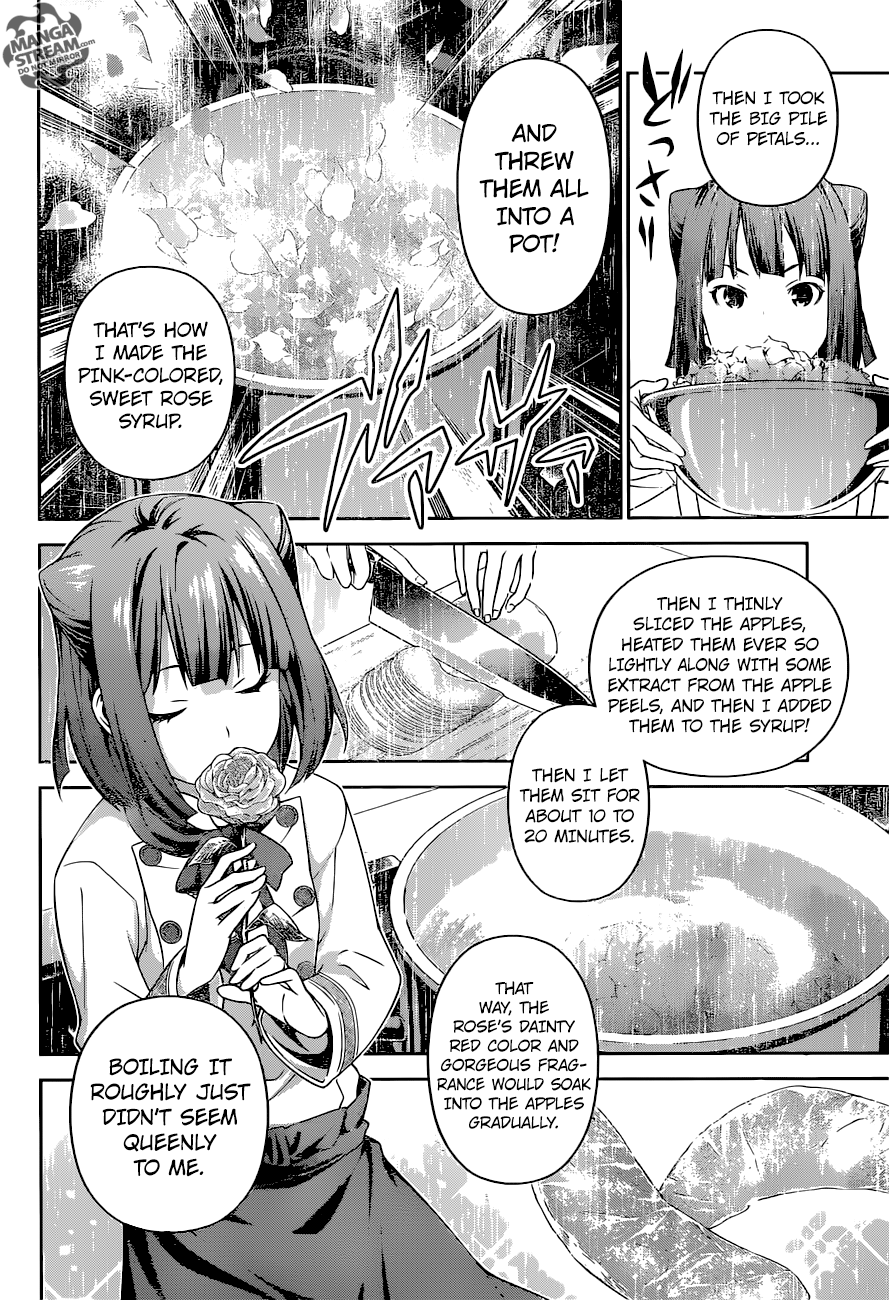 MANGA
STREAM.com
DO NOT MIRROR
THEN I TOOK
THE BIG PILE
OF PETALS...
どっさり
AND
THREW
THEM ALL
INTO A
POT!
THAT'S HOW
I MADE THE
PINK-COLORED,
SWEET ROSE
SYRUP.
THEN I THINLY
SLICED THE APPLES,
HEATED THEM EVER SO
LIGHTLY ALONG WITH SOME
EXTRACT FROM THE APPLE
PEELS, AND THEN I ADDED
THEM TO THE SYRUP!
THEN I LET
THEM SIT FOR
ABOUT 10 TO
20 MINUTES.
THAT
WAY, THE
ROSE'S DAINTY
RED COLOR AND
GORGEOUS FRAG-
RANCE WOULD SOAK
INTO THE APPLES
GRADUALLY.
BOILING IT
ROUGHLY JUST
DIDN'T SEEM
QUEENLY
TO ME.